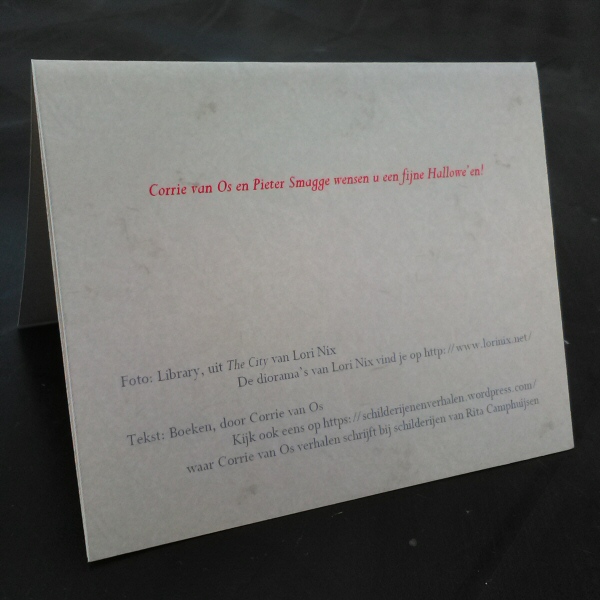 Corrie van Os en Pieter Smagge wensen u een fijne Hallowe'en!
Foto: Library, uit The City van Lori Nix
De diorama's van Lori Nix vind je op http://www.lorinix.net/
Tekst: Boeken, door Corrie van Os
Kijk ook eens op https://schilderijenenverhalen.wordpress.com/
waar Corrie van Os verhalen schrijft bij schilderijen van Rita Camphuijsen